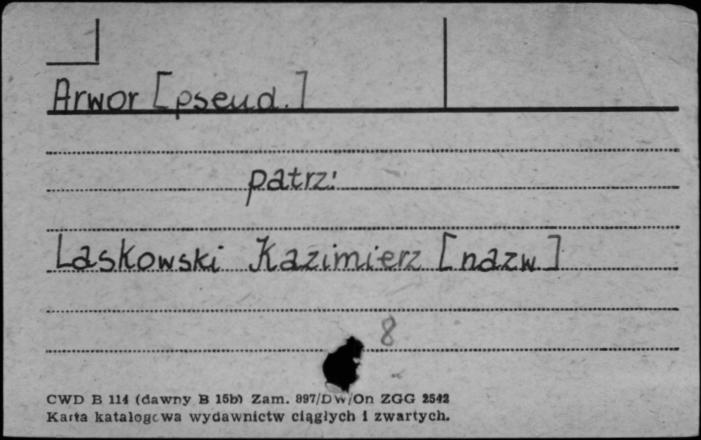 Arwor [pseud.]
patrz:
Laskowski Kazimierz [nazw]
8
CWD B 114 (dawny B 15b) Zam. 897/DW/On ZGG 2542
Karta katalogowa wydawnictw ciągłych i zwartych.